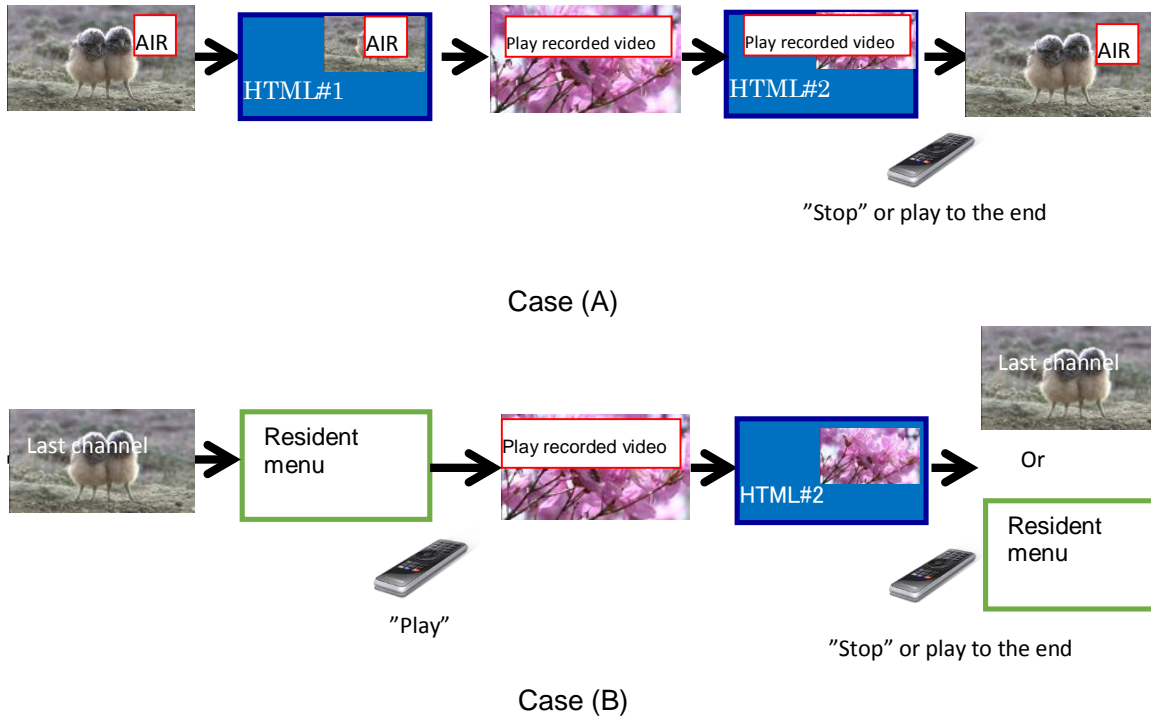 AIR
AIR
HTML#1
Play recorded video
Play recorded video
HTML#2
AIR
”Stop” or play to the end
Case (A)
Last channel
Last channel
Resident
menu
Play recorded video
HTML#2
Or
Resident
menu
”Play”
”Stop” or play to the end
Case (B)